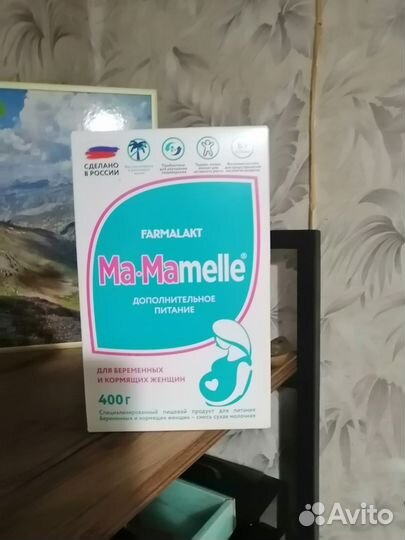 СДЕЛАНО
В РОССИИ
FARMALAKT
Ma•Mamelle®
ДОПОЛНИТЕЛЬНОЕ
ПИТАНИЕ
ДЛЯ БЕРЕМЕННЫХ
И КОРМЯЩИХ ЖЕНЩИН
400 г
Специализированный пищевой продукт для питания
беременных и кормящих женщин – смесь сухая молочная
Avito